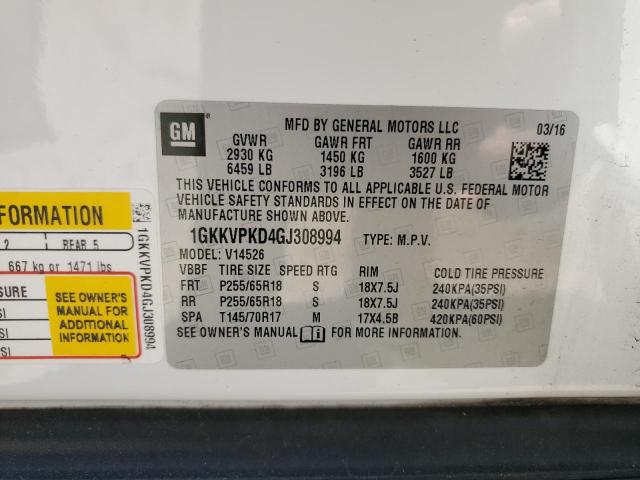 GM
MFD BY GENERAL MOTORS LLC 03/16
GVWR GAWR FRT GAWR RR
2930 KG 1450 KG 1600 KG
6459 LB 3196 LB 3527 LB
THIS VEHICLE CONFORMS TO ALL APPLICABLE U.S. FEDERAL MOTOR
VEHICLE SAFETY STANDARDS IN EFFECT ON THE DATE OF
MANUFACTURE SHOWN ABOVE.
1GKKVPKD4GJ308994 TYPE: M.P.V.
MODEL: V14526
VBBF TIRE SIZE SPEED RTG RIM COLD TIRE PRESSURE
FRT P255/65R18 S 18X7.5J 240KPA(35PSI)
RR P255/65R18 S 18X7.5J 240KPA(35PSI)
SPA T145/70R17 M 17X4.5B 420KPA(60PSI)
SEE OWNER'S MANUAL FOR MORE INFORMATION.
FORMATION
2 REAR 5
667 kg or 1471 lbs
SURE
SI)
SI)
SI)
SEE OWNER'S
MANUAL FOR
ADDITIONAL
INFORMATION
1GKKVPKD4GJ308994